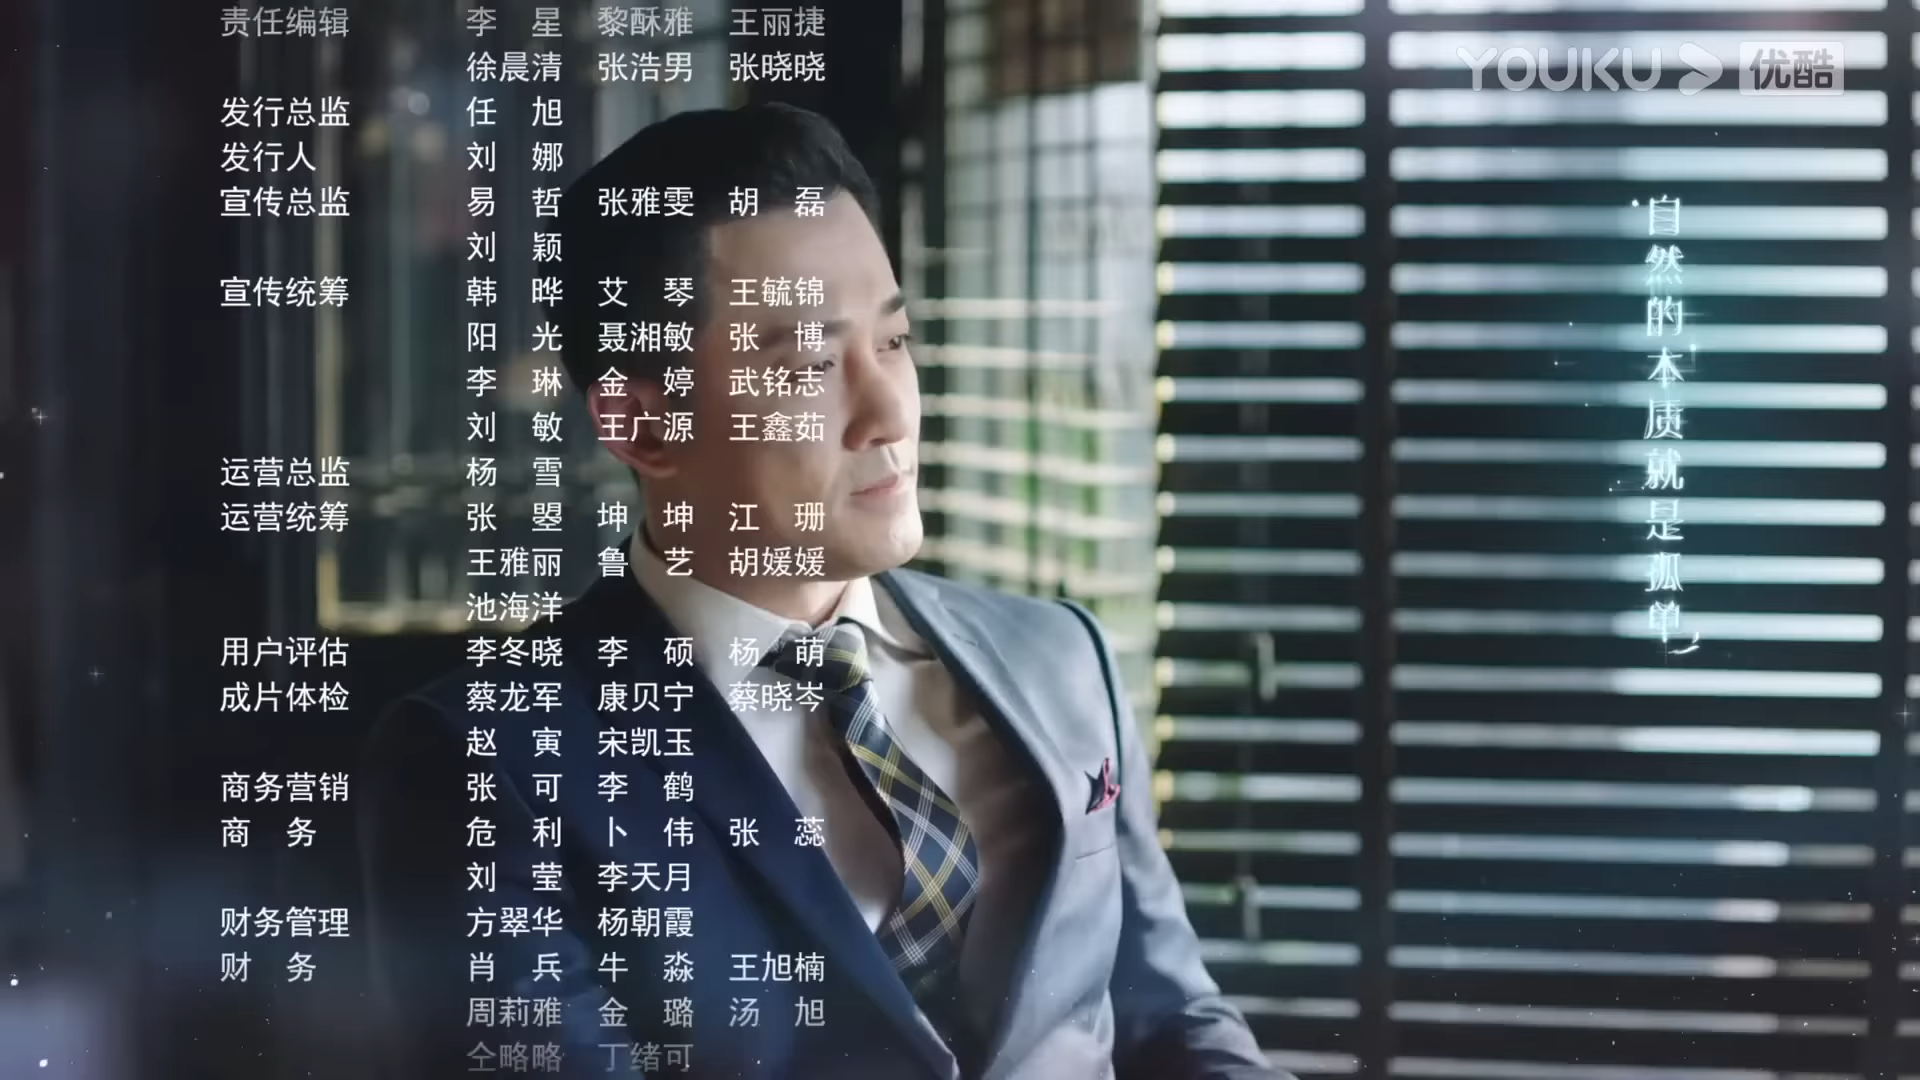 责任编辑 李 星 黎酥雅 王丽捷
徐晨清 张浩男 张晓晓
发行总监 任 旭
发行人 刘 娜
宣传总监 易 哲 张雅雯 胡 磊
刘 颖
宣传统筹 韩 晔 艾 琴 王毓锦
阳 光 聂湘敏 张 博
李 琳 金 婷 武铭志
刘 敏 王广源 王鑫茹
运营总监 杨 雪
运营统筹 张 曌 坤 坤 江 珊
王雅丽 鲁 艺 胡媛媛
池海洋
用户评估 李冬晓 李 硕 杨 萌
成片体检 蔡龙军 康贝宁 蔡晓岑
赵 寅 宋凯玉
商务营销 张 可 李 鹤
商 务 危 利 卜 伟 张 蕊
刘 莹 李天月
财务管理 方翠华 杨朝霞
财 务 肖 兵 牛 淼 王旭楠
周莉雅 金 璐 汤 旭
仝略略 丁绪可
YOUKU 优酷
自然的本质就是孤单